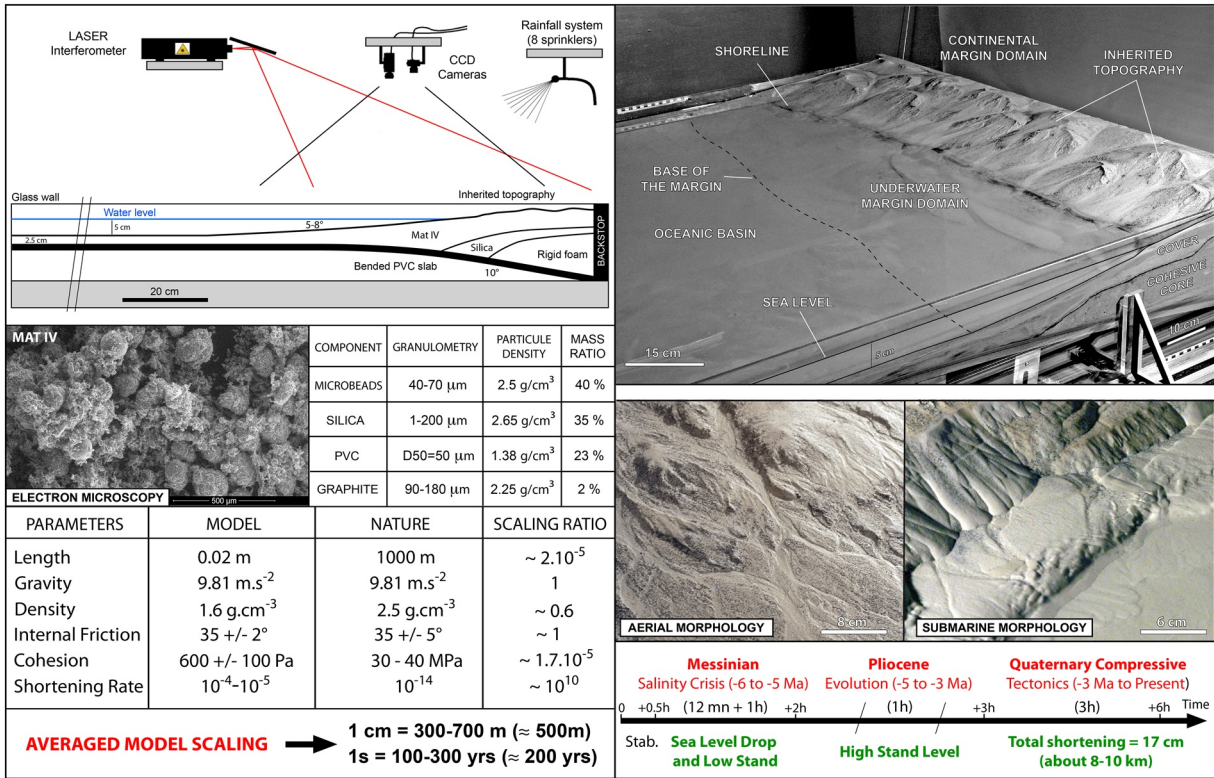 LASER
Interferometer
CCD
Cameras
Rainfall system
(8 sprinklers)
Glass wall
Water level
5 cm
2.5 cm
5-8°
Inherited topography
Mat IV
Silica
Rigid foam
BACKSTOP
Bended PVC slab
10°
20 cm
SHORELINE
CONTINENTAL
MARGIN DOMAIN
INHERITED
TOPOGRAPHY
BASE OF
THE MARGIN
UNDERWATER
MARGIN DOMAIN
OCEANIC BASIN
SEA LEVEL
COVER
COHESIVE
CORE
15 cm
5 cm
10 cm
MAT IV
ELECTRON MICROSCOPY
500 µm
COMPONENT GRANULOMETRY PARTICULE DENSITY MASS RATIO
MICROBEADS 40-70 µm 2.5 g/cm³ 40 %
SILICA 1-200 µm 2.65 g/cm³ 35 %
PVC D50=50 µm 1.38 g/cm³ 23 %
GRAPHITE 90-180 µm 2.25 g/cm³ 2 %
PARAMETERS MODEL NATURE SCALING RATIO
Length 0.02 m 1000 m ~ 2.10⁻⁵
Gravity 9.81 m.s⁻² 9.81 m.s⁻² 1
Density 1.6 g.cm⁻³ 2.5 g.cm⁻³ ~ 0.6
Internal Friction 35 +/- 2° 35 +/- 5° ~ 1
Cohesion 600 +/- 100 Pa 30 - 40 MPa ~ 1.7.10⁻⁵
Shortening Rate 10⁻⁴-10⁻⁵ 10⁻¹⁴ ~ 10¹⁰
AVERAGED MODEL SCALING
1 cm = 300-700 m (≈ 500m)
1s = 100-300 yrs (≈ 200 yrs)
AERIAL MORPHOLOGY
8 cm
SUBMARINE MORPHOLOGY
6 cm
Messinian
Salinity Crisis (-6 to -5 Ma)
Pliocene
Evolution (-5 to -3 Ma)
Quaternary Compressive
Tectonics (-3 Ma to Present)
0 +0.5h (12 mn + 1h) +2h (1h) +3h (3h) +6h Time
Stab.
Sea Level Drop
and Low Stand
High Stand Level
Total shortening = 17 cm
(about 8-10 km)